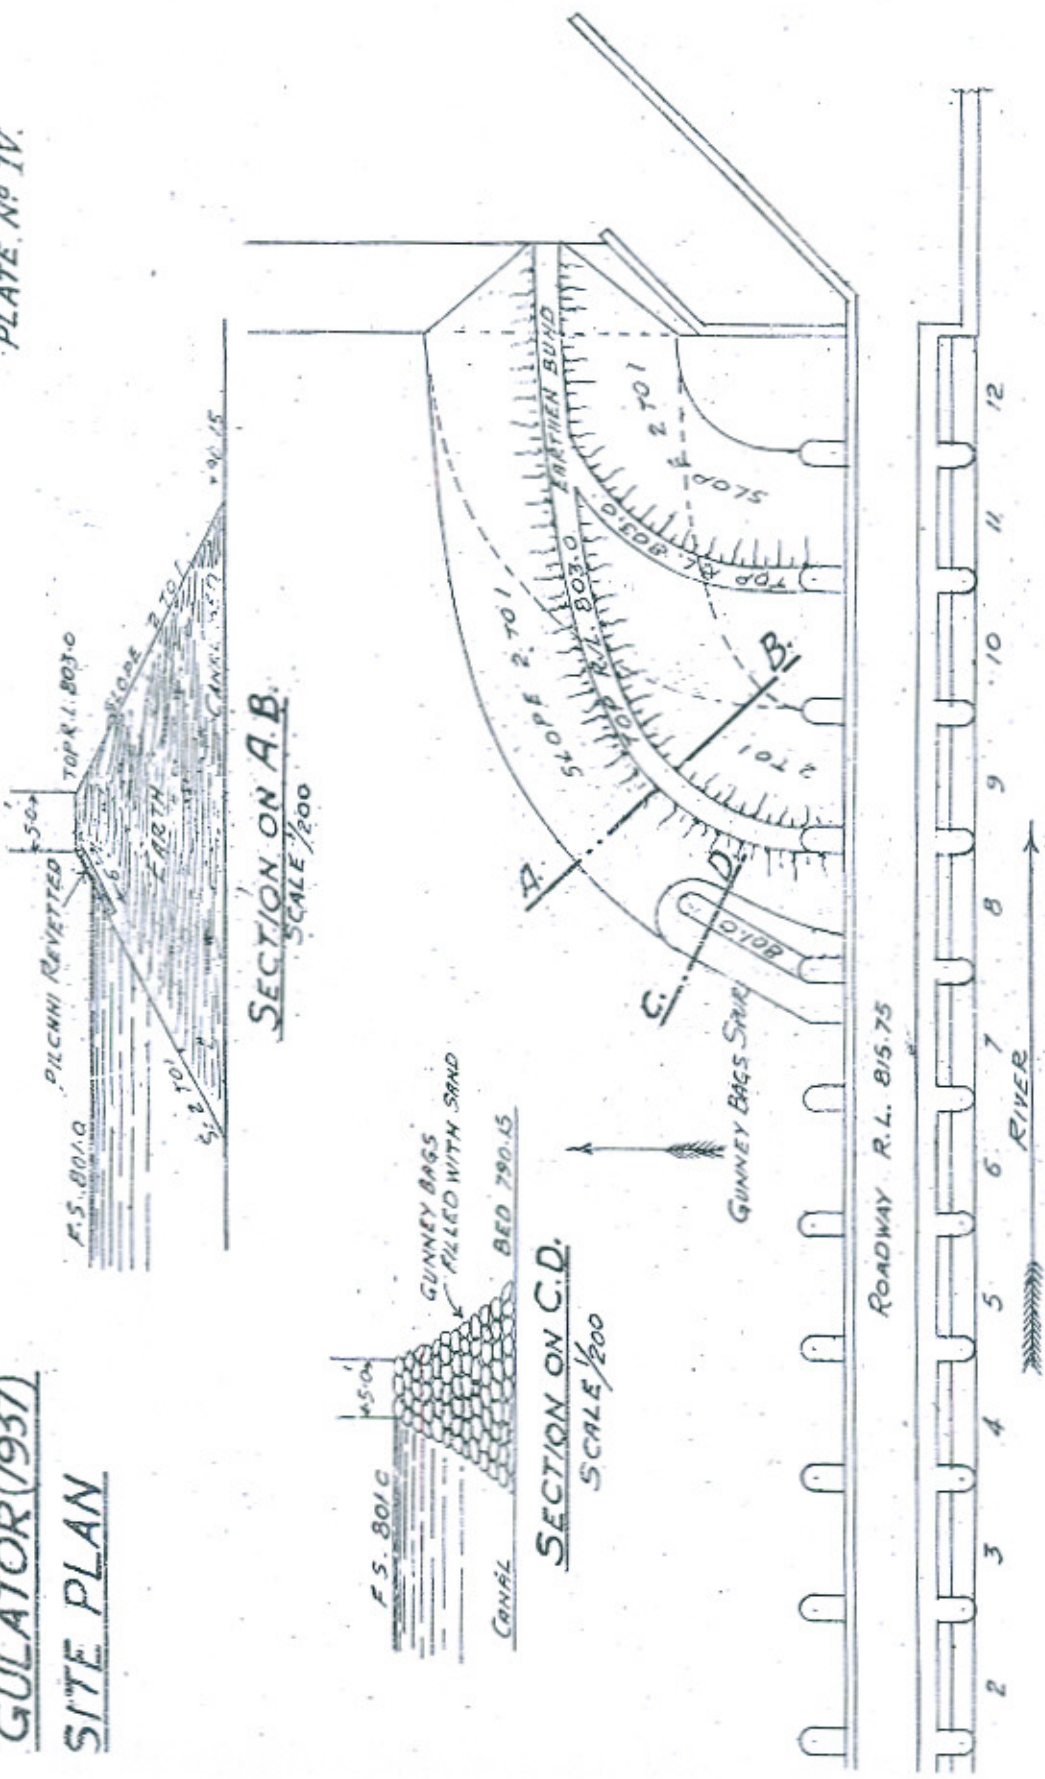 PLATE. Nº IV.
GULATOR (1937)
SITE PLAN
PILCHHI REVETTED
5.0'
TOP R.L. 803.0
F.S. 801.0
SLOPE 2 TO 1
2 TO 1
EARTH
CANAL BED
790.15
SECTION ON A.B.
SCALE 1/200
5.0'
F.S. 801.0
GUNNEY BAGS
FILLED WITH SAND
CANAL
BED 790.15
SECTION ON C.D.
SCALE 1/200
EARTHEN BUND
SLOPE 2 TO 1
TOP R.L. 803.0
TOP R.L. 803.0
SLOPE 2 TO 1
2 TO 1
A.
B.
C.
D.
801.0
GUNNEY BAGS SPUR
ROADWAY R.L. 815.75
2 3 4 5 6 7 8 9 10 11 12
RIVER